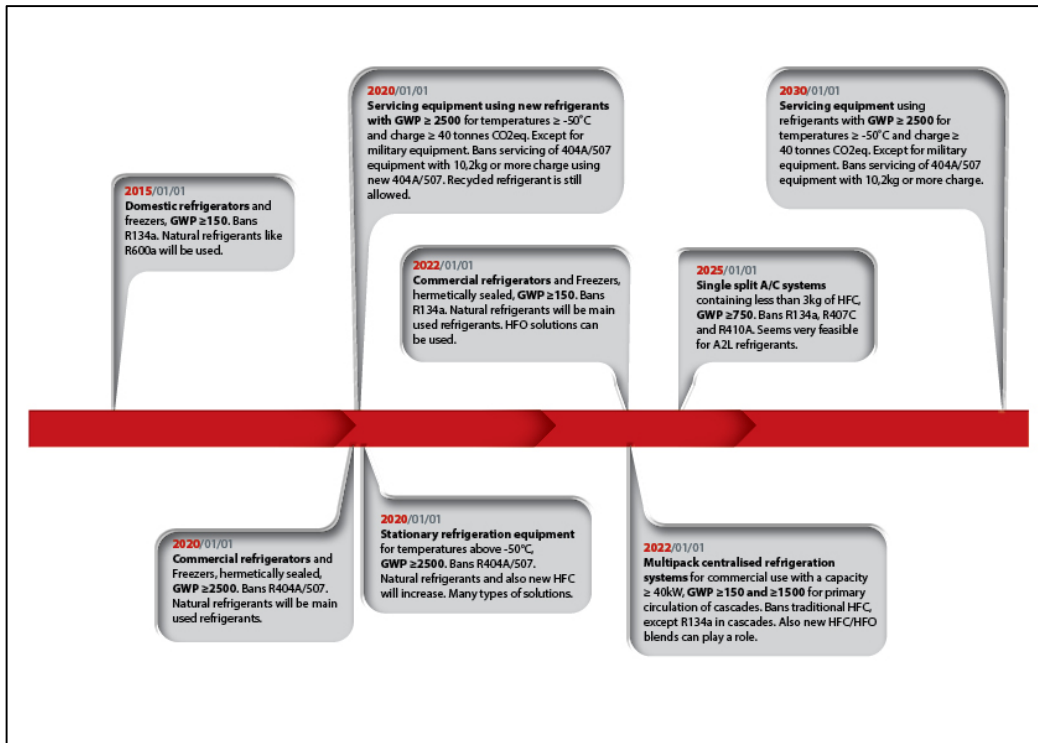 2015/01/01
Domestic refrigerators and
freezers, GWP ≥150. Bans
R134a. Natural refrigerants like
R600a will be used.
2020/01/01
Servicing equipment using new refrigerants
with GWP ≥ 2500 for temperatures ≥ -50°C
and charge ≥ 40 tonnes CO2eq. Except for
military equipment. Bans servicing of 404A/507
equipment with 10,2kg or more charge using
new 404A/507. Recycled refrigerant is still
allowed.
2022/01/01
Commercial refrigerators and Freezers,
hermetically sealed, GWP ≥150. Bans
R134a. Natural refrigerants will be main
used refrigerants. HFO solutions can
be used.
2025/01/01
Single split A/C systems
containing less than 3kg of HFC,
GWP ≥750. Bans R134a, R407C
and R410A. Seems very feasible
for A2L refrigerants.
2030/01/01
Servicing equipment using
refrigerants with GWP ≥ 2500 for
temperatures ≥ -50°C and charge ≥
40 tonnes CO2eq. Except for military
equipment. Bans servicing of 404A/507
equipment with 10,2kg or more charge.
2020/01/01
Commercial refrigerators and
Freezers, hermetically sealed,
GWP ≥2500. Bans R404A/507.
Natural refrigerants will be main
used refrigerants.
2020/01/01
Stationary refrigeration equipment
for temperatures above -50°C,
GWP ≥2500. Bans R404A/507.
Natural refrigerants and also new HFC
will increase. Many types of solutions.
2022/01/01
Multipack centralised refrigeration
systems for commercial use with a capacity
≥ 40kW, GWP ≥150 and ≥1500 for primary
circulation of cascades. Bans traditional HFC,
except R134a in cascades. Also new HFC/HFO
blends can play a role.